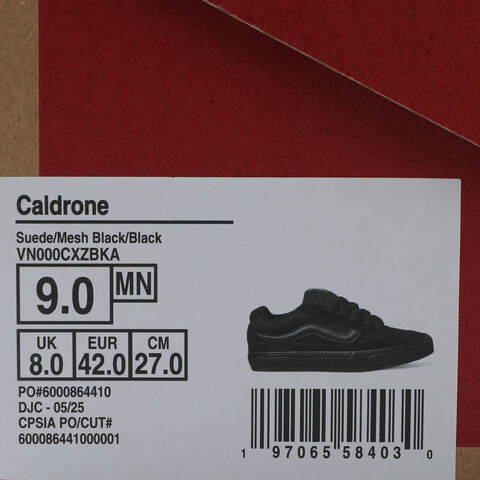 Caldrone
Suede/Mesh Black/Black
VN000CXZBKA
9.0 MN
UK EUR CM
8.0 42.0 27.0
PO#6000864410
DJC - 05/25
CPSIA PO/CUT#
600086441000001
1 97065 58403 0